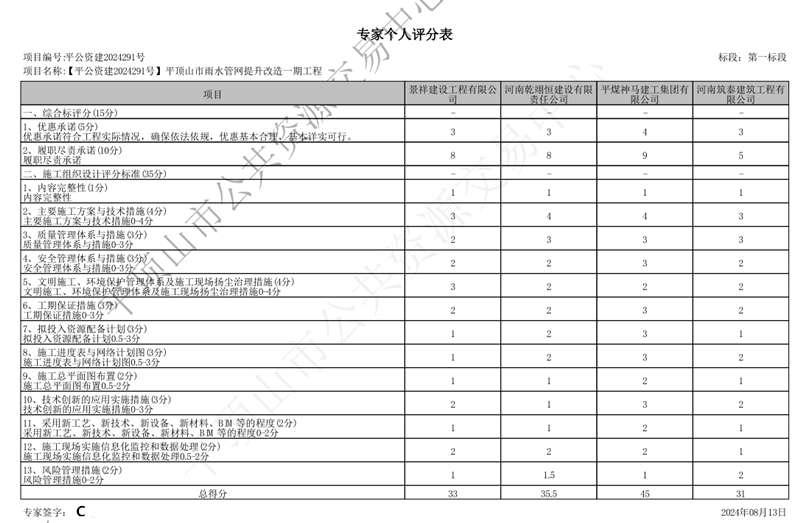 专家个人评分表
项目编号:平公资建2024291号 标段：第一标段
项目名称:【平公资建2024291号】平顶山市雨水管网提升改造一期工程
项目 景祥建设工程有限公司 河南乾翊恒建设有限责任公司 平煤神马建工集团有限公司 河南筑泰建筑工程有限公司
一、综合标评分(15分) - - - -
1、优惠承诺(5分)
优惠承诺符合工程实际情况，确保依法依规，优惠基本合理，基本详实可行。 3 3 4 3
2、履职尽责承诺(10分)
履职尽责承诺 8 8 9 5
二、施工组织设计评分标准(35分) - - - -
1、内容完整性(1分)
内容完整性 1 1 1 1
2、主要施工方案与技术措施(4分)
主要施工方案与技术措施0-4分 3 4 4 3
3、质量管理体系与措施(3分)
质量管理体系与措施0-3分 2 3 3 3
4、安全管理体系与措施(3分)
安全管理体系与措施0-3分 2 2 3 2
5、文明施工、环境保护管理体系及施工现场扬尘治理措施(4分)
文明施工、环境保护管理体系及施工现场扬尘治理措施0-4分 3 2 2 2
6、工期保证措施(3分)
工期保证措施0-3分 2 2 3 2
7、拟投入资源配备计划(3分)
拟投入资源配备计划0.5-3分 1 2 3 1
8、施工进度表与网络计划图(3分)
施工进度表与网络计划图0.5-3分 1 2 3 2
9、施工总平面图布置(2分)
施工总平面图布置0.5-2分 1 1 2 1
10、技术创新的应用实施措施(3分)
技术创新的应用实施措施0-3分 2 1 3 2
11、采用新工艺、新技术、新设备、新材料、BIM 等的程度(2分)
采用新工艺、新技术、新设备、新材料、BIM 等的程度0-2分 1 1 2 1
12、施工现场实施信息化监控和数据处理(2分)
施工现场实施信息化监控和数据处理0.5-2分 2 2 2 1
13、风险管理措施(2分)
风险管理措施0-2分 1 1.5 1 2
总得分 33 35.5 45 31
专家签字： C 2024年08月13日
平顶山市公共资源交易中心
平顶山市公共资源交易中心